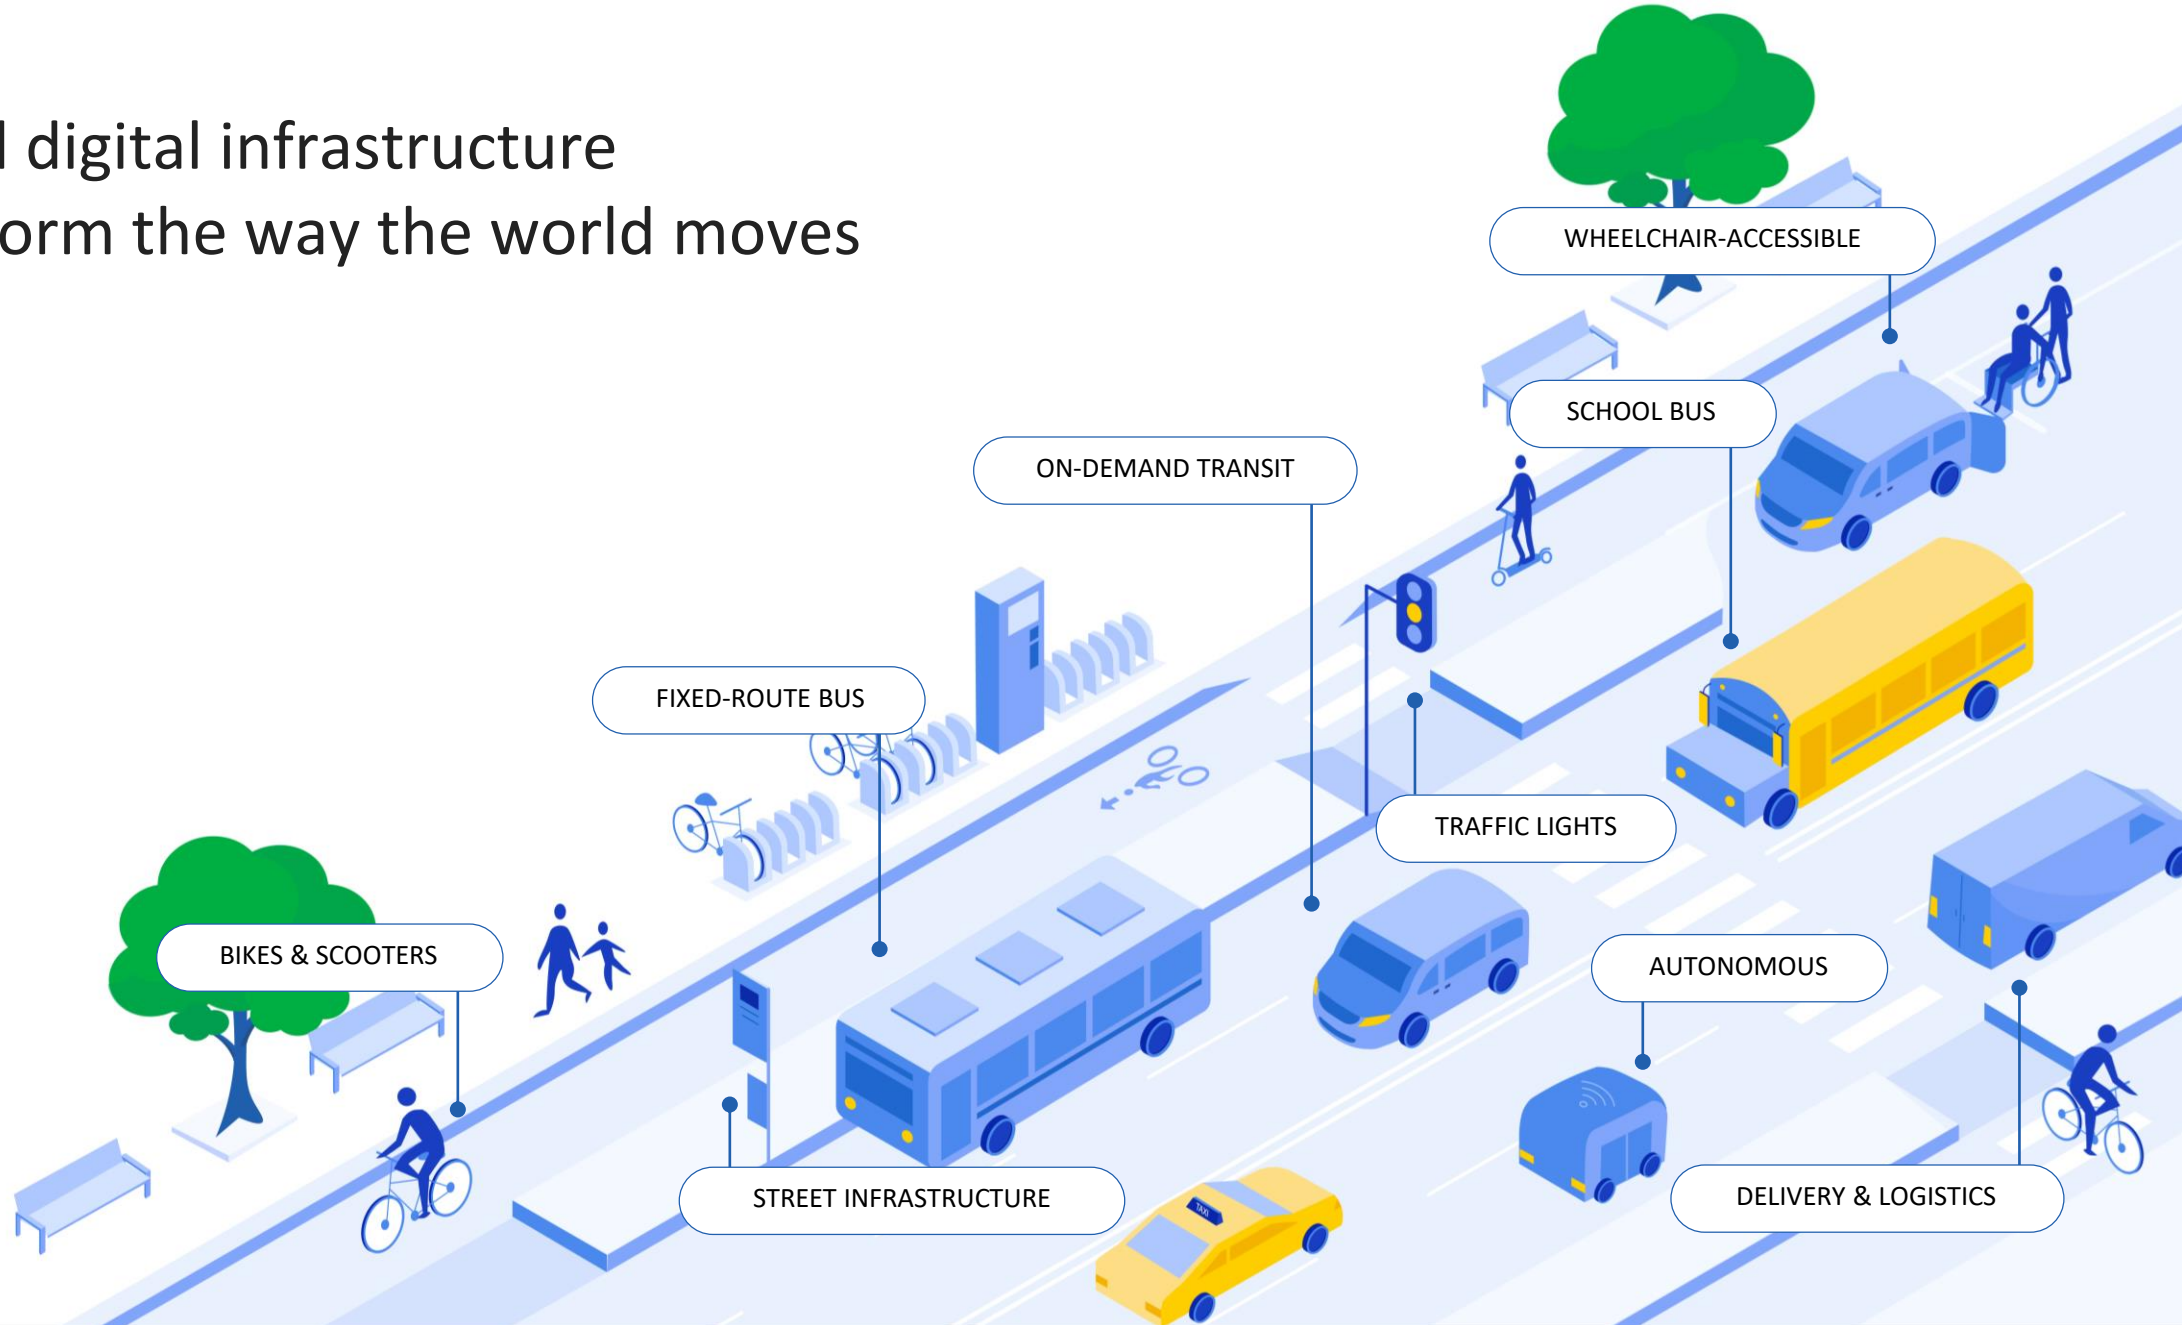 digital infrastructure
the way the world moves
WHEELCHAIR-ACCESSIBLE
SCHOOL BUS
ON-DEMAND TRANSIT
FIXED-ROUTE BUS
TRAFFIC LIGHTS
BIKES & SCOOTERS
AUTONOMOUS
STREET INFRASTRUCTURE
DELIVERY & LOGISTICS
TAXI